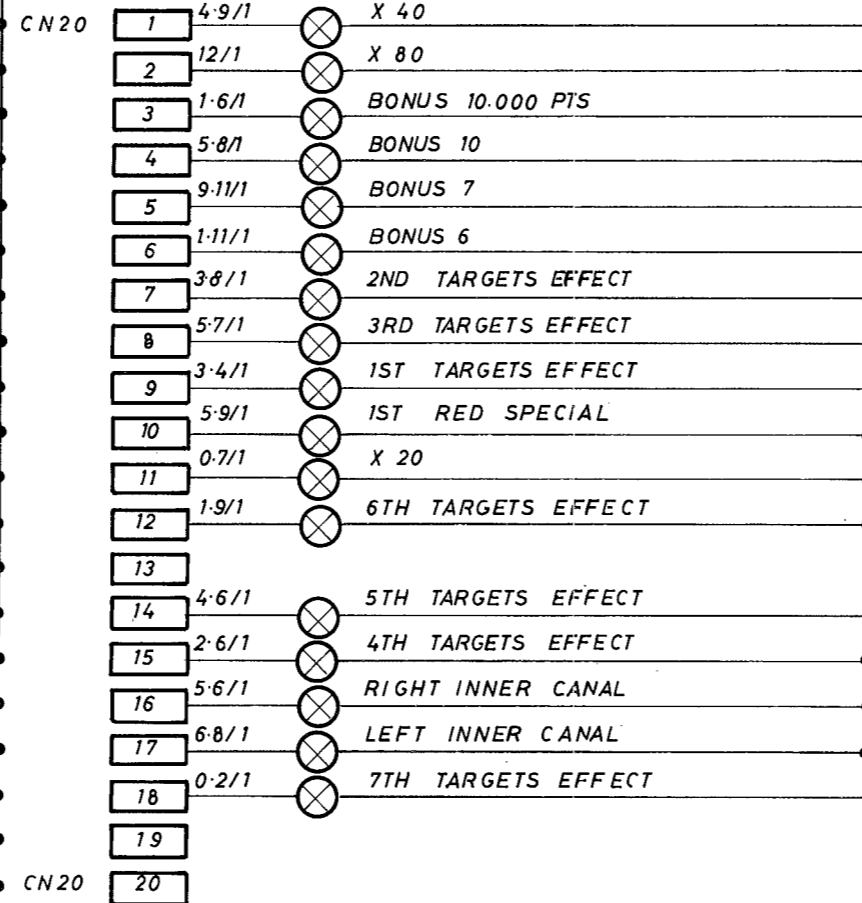 CN20 1 4·9/1 X 40
2 12/1 X 80
3 1·6/1 BONUS 10.000 PTS
4 5·8/1 BONUS 10
5 9·11/1 BONUS 7
6 1·11/1 BONUS 6
7 3·8/1 2ND TARGETS EFFECT
8 5·7/1 3RD TARGETS EFFECT
9 3·4/1 1ST TARGETS EFFECT
10 5·9/1 1ST RED SPECIAL
11 0·7/1 X 20
12 1·9/1 6TH TARGETS EFFECT
13
14 4·6/1 5TH TARGETS EFFECT
15 2·6/1 4TH TARGETS EFFECT
16 5·6/1 RIGHT INNER CANAL
17 6·8/1 LEFT INNER CANAL
18 0·2/1 7TH TARGETS EFFECT
19
CN20 20